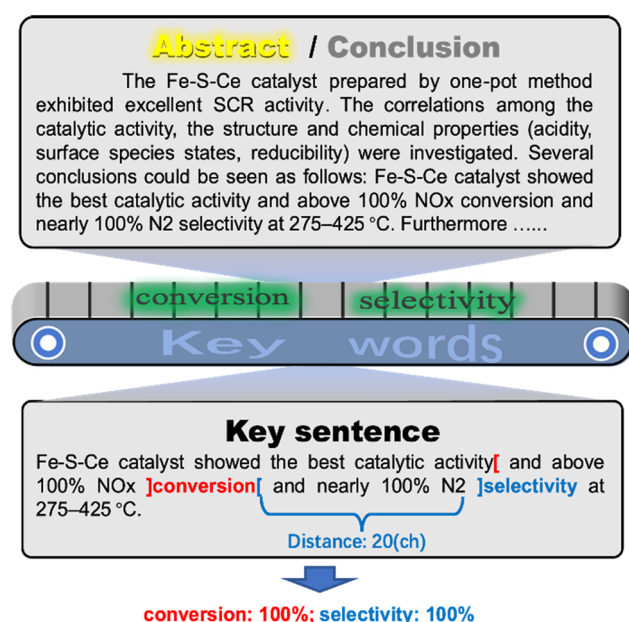 Abstract / Conclusion
The Fe-S-Ce catalyst prepared by one-pot method
exhibited excellent SCR activity. The correlations among the
catalytic activity, the structure and chemical properties (acidity,
surface species states, reducibility) were investigated. Several
conclusions could be seen as follows: Fe-S-Ce catalyst showed
the best catalytic activity and above 100% NOx conversion and
nearly 100% N2 selectivity at 275–425 °C. Furthermore ……
conversion selectivity
Key words
Key sentence
Fe-S-Ce catalyst showed the best catalytic activity[ and above
100% NOx ]conversion[ and nearly 100% N2 ]selectivity at
275–425 °C.
Distance: 20(ch)
conversion: 100%; selectivity: 100%